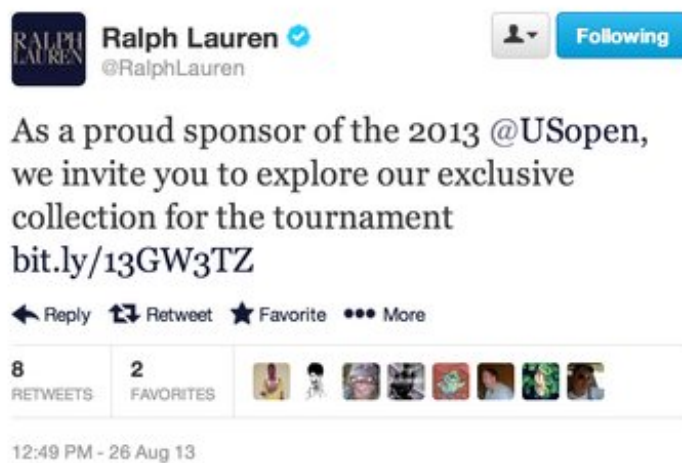 RALPH
LAUREN
Ralph Lauren
@RalphLauren
Following
As a proud sponsor of the 2013 @USopen,
we invite you to explore our exclusive
collection for the tournament
bit.ly/13GW3TZ
Reply Retweet Favorite More
8 2
RETWEETS FAVORITES
12:49 PM - 26 Aug 13